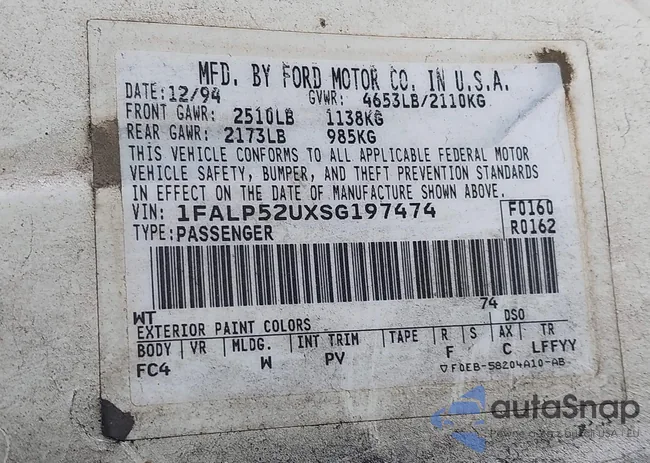 MFD. BY FORD MOTOR CO. IN U.S.A.
DATE: 12/94 GVWR: 4653LB/2110KG
FRONT GAWR: 2510LB 1138KG
REAR GAWR: 2173LB 985KG
THIS VEHICLE CONFORMS TO ALL APPLICABLE FEDERAL MOTOR
VEHICLE SAFETY, BUMPER, AND THEFT PREVENTION STANDARDS
IN EFFECT ON THE DATE OF MANUFACTURE SHOWN ABOVE.
VIN: 1FALP52UXSG197474 F0160
TYPE: PASSENGER R0162
WT 74
EXTERIOR PAINT COLORS DSO
BODY VR MLDG. INT TRIM TAPE R S AX TR
FC4 W PV F C LFFYY
▽ F0EB-58204A10-AB
autoSnap